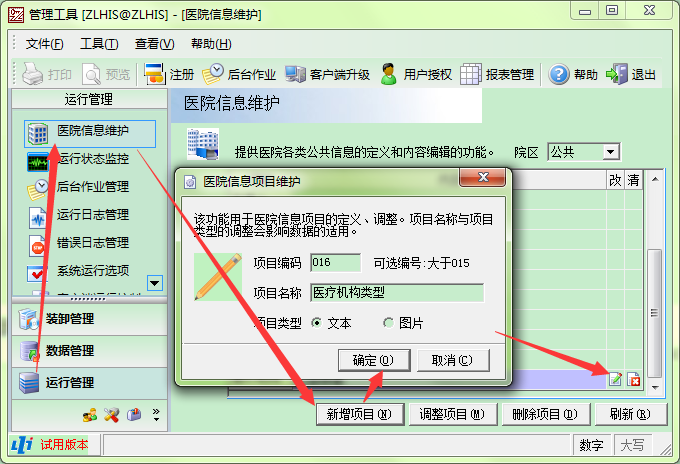 管理工具 [ZLHIS@ZLHIS] - [医院信息维护]
文件(F) 工具(T) 查看(V) 帮助(H)
打印 预览 注册 后台作业 客户端升级 用户授权 报表管理 帮助 退出
运行管理
医院信息维护
运行状态监控
后台作业管理
运行日志管理
错误日志管理
系统运行选项
装卸管理
数据管理
运行管理
医院信息维护
提供医院各类公共信息的定义和内容编辑的功能。 院区 公共
改 清
医院信息项目维护
该功能用于医院信息项目的定义、调整。项目名称与项目
类型的调整会影响数据的适用。
项目编码 016 可选编号:大于015
项目名称 医疗机构类型
项目类型 文本 图片
确定(O) 取消(C)
新增项目(N) 调整项目(M) 删除项目(D) 刷新(R)
试用版本 数字 大写